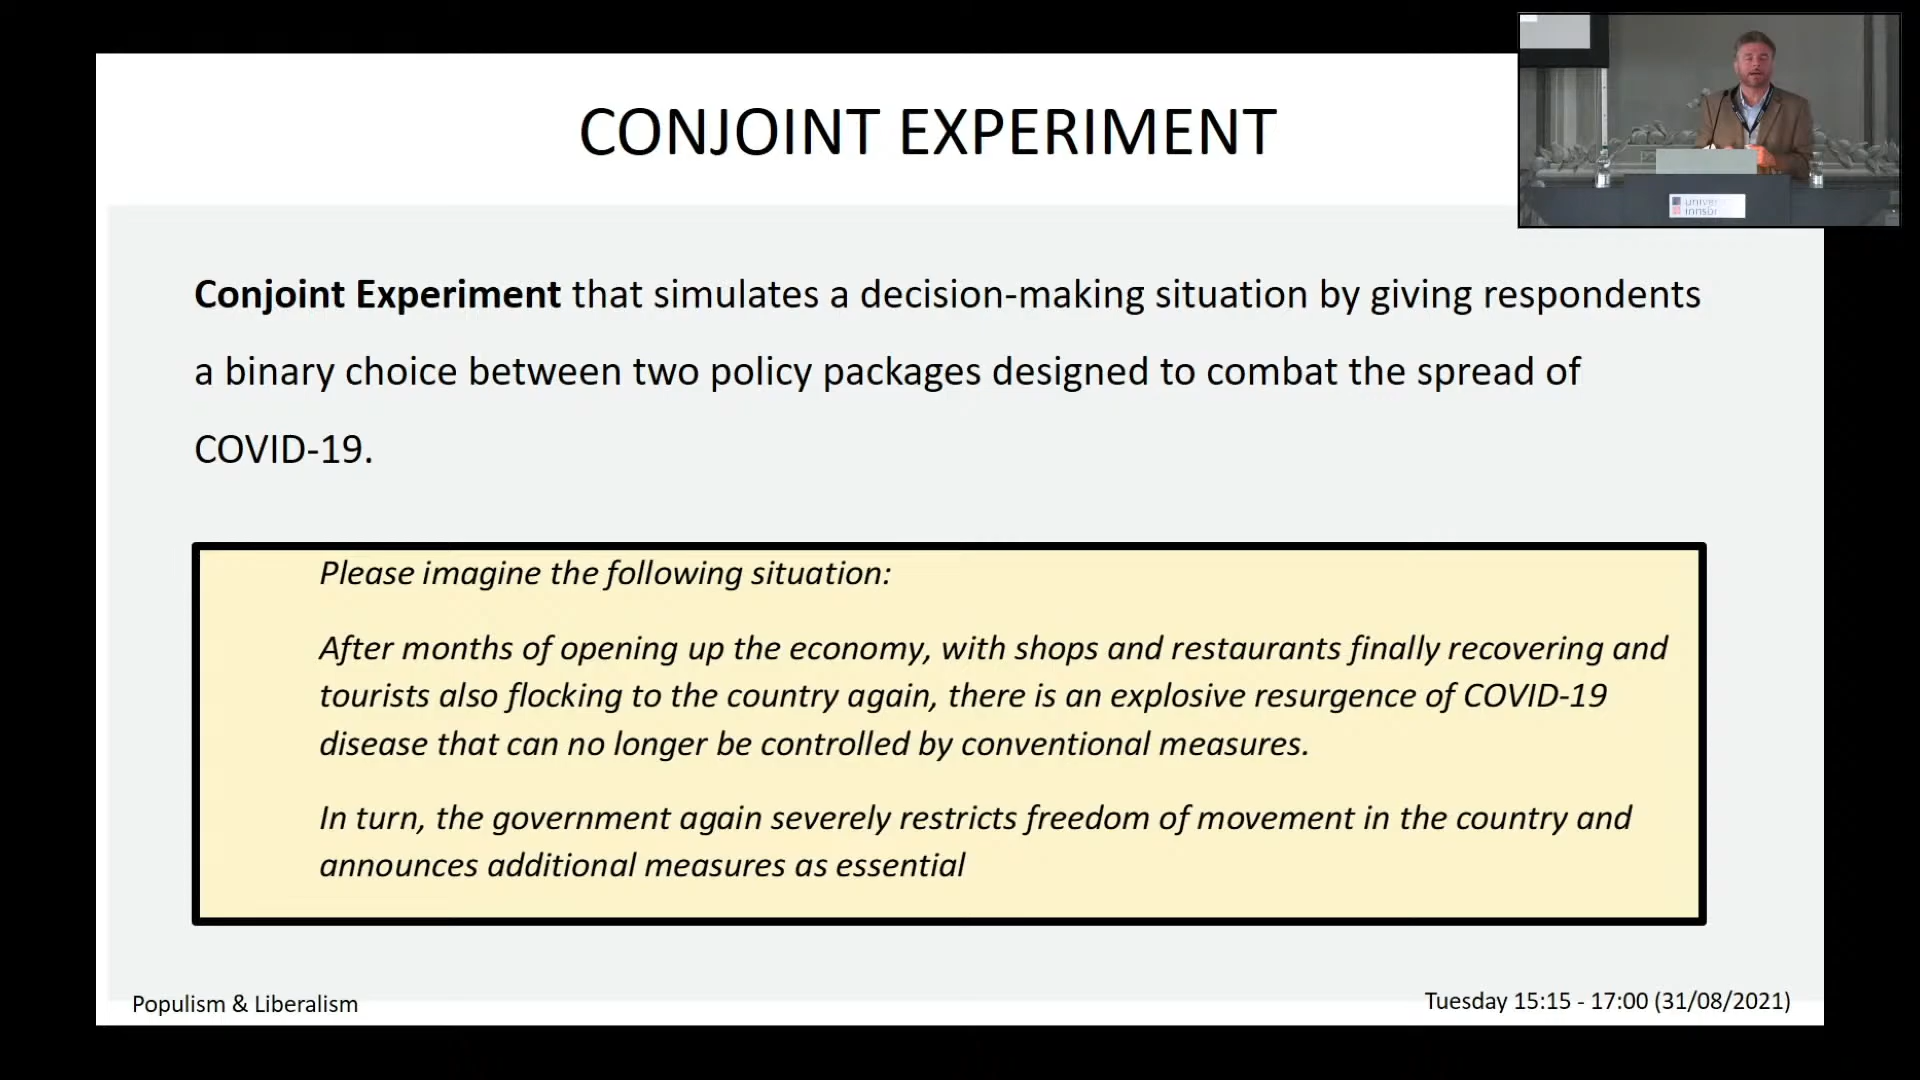 CONJOINT EXPERIMENT
Conjoint Experiment that simulates a decision-making situation by giving respondents
a binary choice between two policy packages designed to combat the spread of
COVID-19.
Please imagine the following situation:
After months of opening up the economy, with shops and restaurants finally recovering and
tourists also flocking to the country again, there is an explosive resurgence of COVID-19
disease that can no longer be controlled by conventional measures.
In turn, the government again severely restricts freedom of movement in the country and
announces additional measures as essential
Populism & Liberalism
Tuesday 15:15 - 17:00 (31/08/2021)